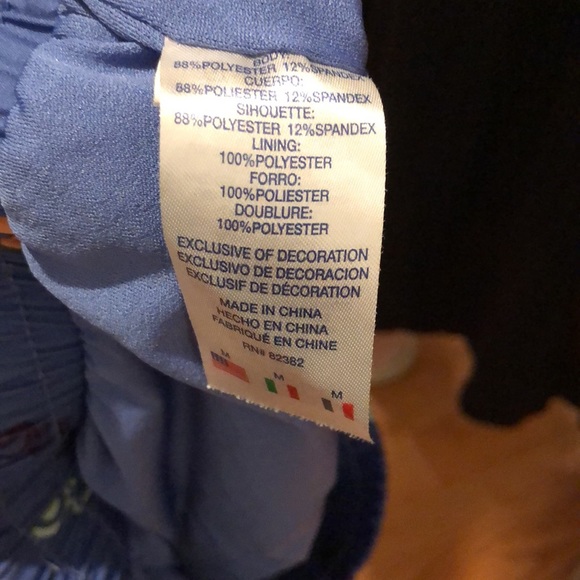 BODY:
88%POLYESTER 12%SPANDEX
CUERPO:
88%POLIESTER 12%SPANDEX
SIHOUETTE:
88%POLYESTER 12%SPANDEX
LINING:
100%POLYESTER
FORRO:
100%POLIESTER
DOUBLURE:
100%POLYESTER
EXCLUSIVE OF DECORATION
EXCLUSIVO DE DECORACION
EXCLUSIF DE DÉCORATION
MADE IN CHINA
HECHO EN CHINA
FABRIQUÉ EN CHINE
RN# 82382
M M M